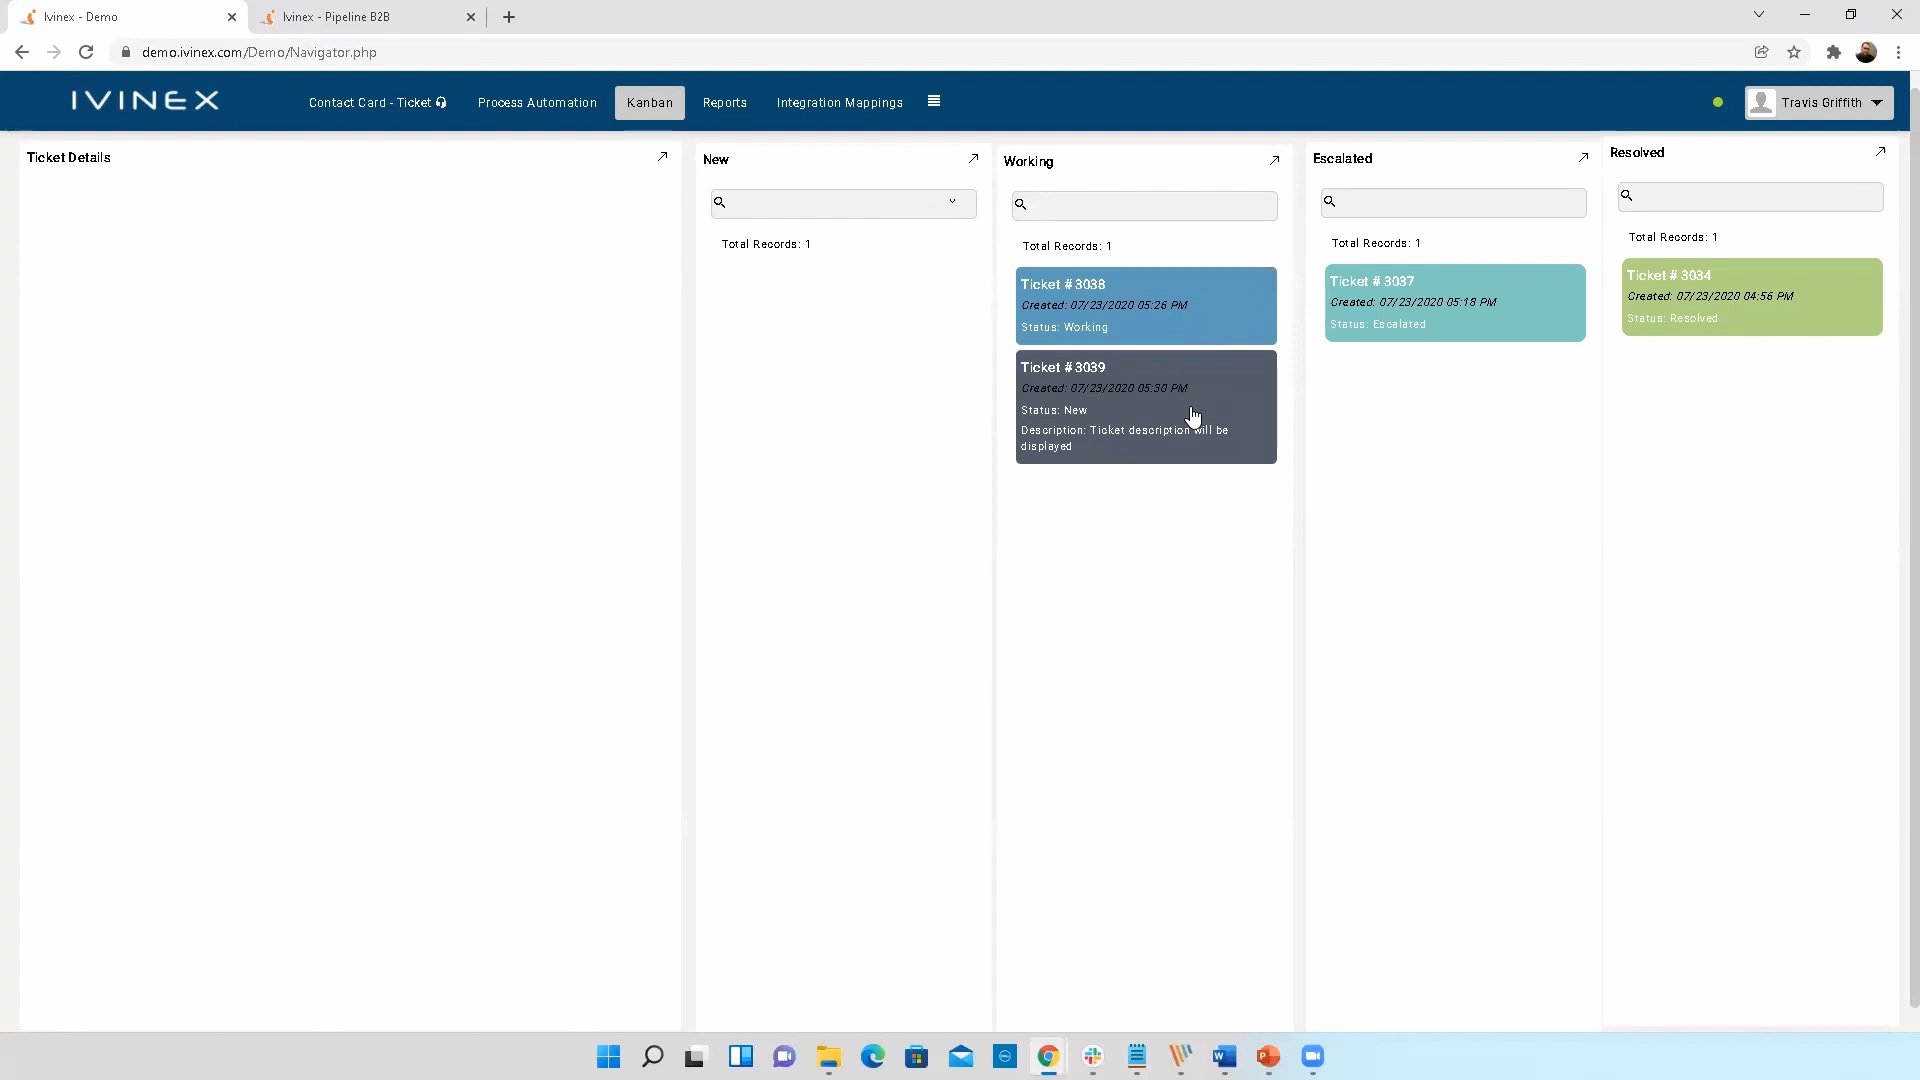 Ivinex - Demo
Ivinex - Pipeline B2B
demo.ivinex.com/Demo/Navigator.php
IVINEX
Contact Card - Ticket
Process Automation
Kanban
Reports
Integration Mappings
Travis Griffith
Ticket Details
New
Total Records: 1
Working
Total Records: 1
Ticket # 3038
Created: 07/23/2020 05:26 PM
Status: Working
Ticket # 3039
Created: 07/23/2020 05:30 PM
Status: New
Description: Ticket description will be
displayed
Escalated
Total Records: 1
Ticket # 3037
Created: 07/23/2020 05:18 PM
Status: Escalated
Resolved
Total Records: 1
Ticket # 3034
Created: 07/23/2020 04:56 PM
Status: Resolved